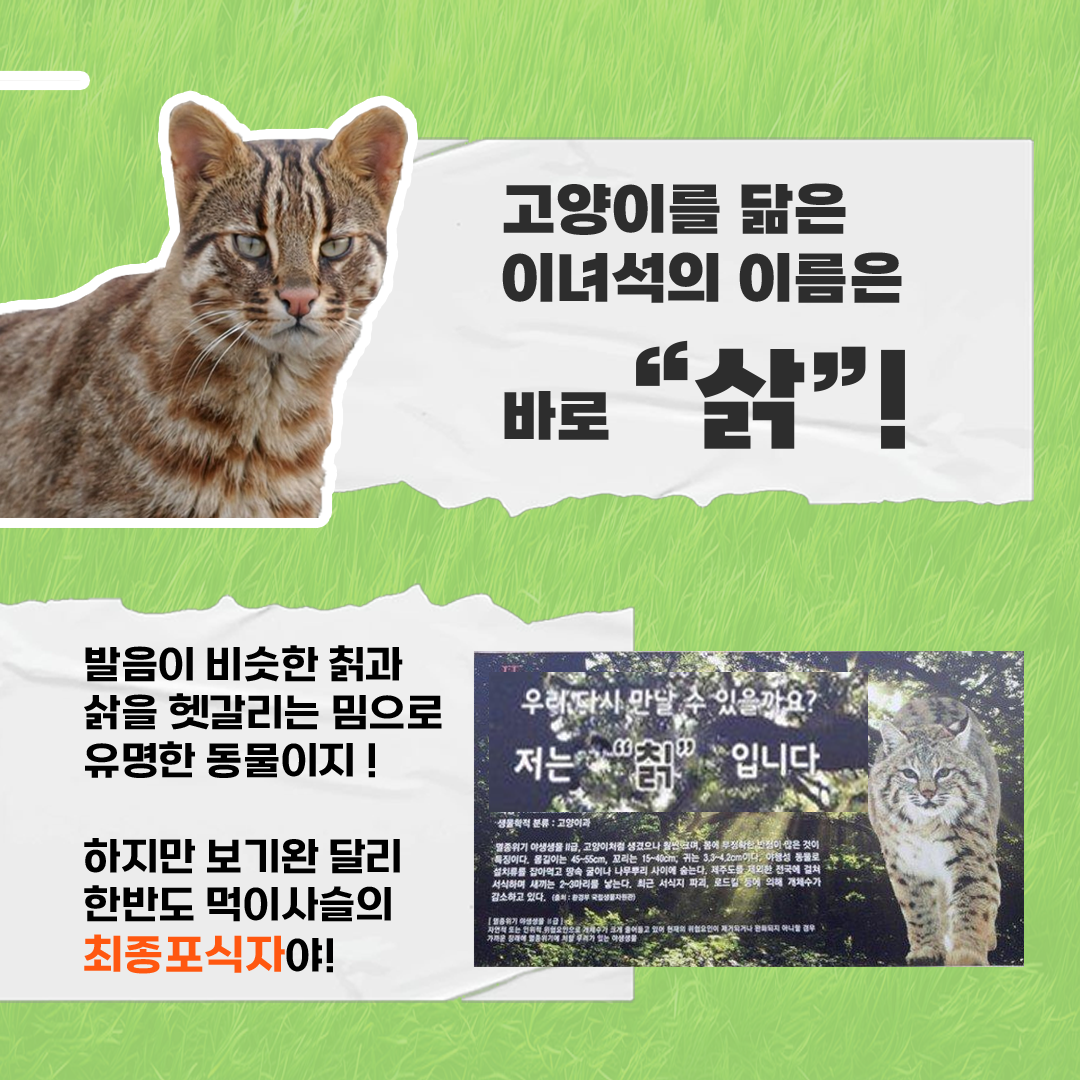 고양이를 닮은
이녀석의 이름은
바로 “삵”!
발음이 비슷한 칡과
삵을 헷갈리는 밈으로
유명한 동물이지 !
하지만 보기완 달리
한반도 먹이사슬의
최종포식자야!
우리 다시 만날 수 있을까요?
저는 “칡” 입니다
생물학적 분류 : 고양이과
멸종위기 야생생물 II급, 고양이처럼 생겼으나 훨씬 크며, 몸에 부정확한 반점이 많은 것이
특징이다. 몸길이는 45~55cm, 꼬리는 15~40cm, 귀는 3.3~4.2cm이다. 야행성 동물로
설치류를 잡아먹고 땅속 굴이나 나무뿌리 사이에 숨는다. 제주도를 제외한 전국에 걸쳐
서식하며 새끼는 2~3마리를 낳는다. 최근 서식지 파괴, 로드킬 등에 의해 개체수가
감소하고 있다. (출처 : 환경부 국립생물자원관)
[ 멸종위기 야생생물 II급 ]
자연적 또는 인위적 위협요인으로 개체수가 크게 줄어들고 있어 현재의 위협요인이 제거되거나 완화되지 아니할 경우
가까운 장래에 멸종위기에 처할 우려가 있는 야생생물